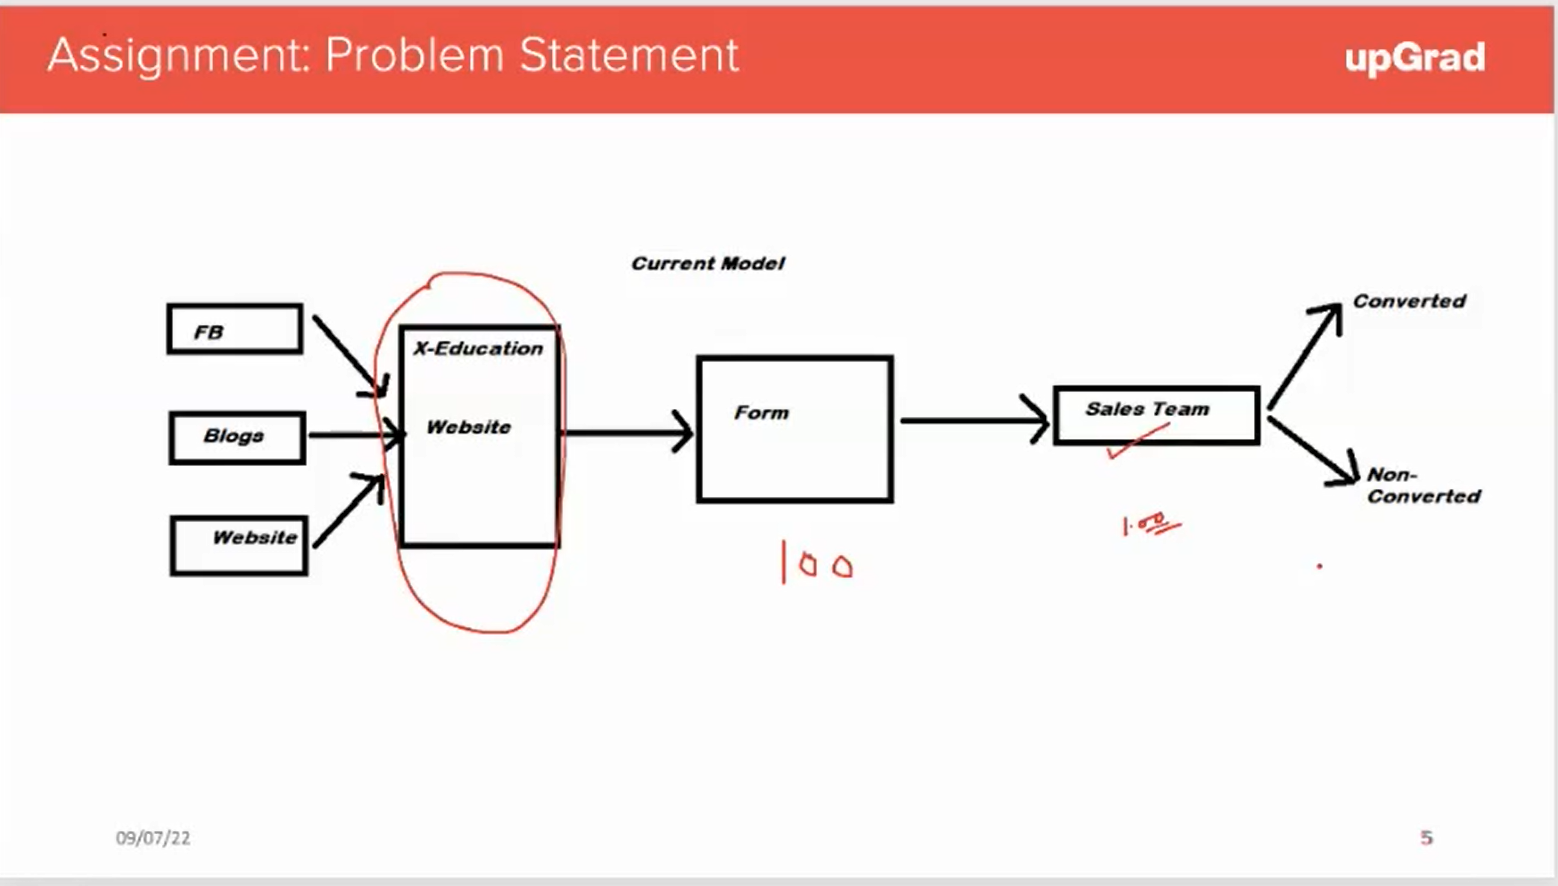 Assignment: Problem Statement
upGrad
Current Model
FB
Blogs
Website
X-Education
Website
Form
Sales Team
Converted
Non-
Converted
100
100
09/07/22
5